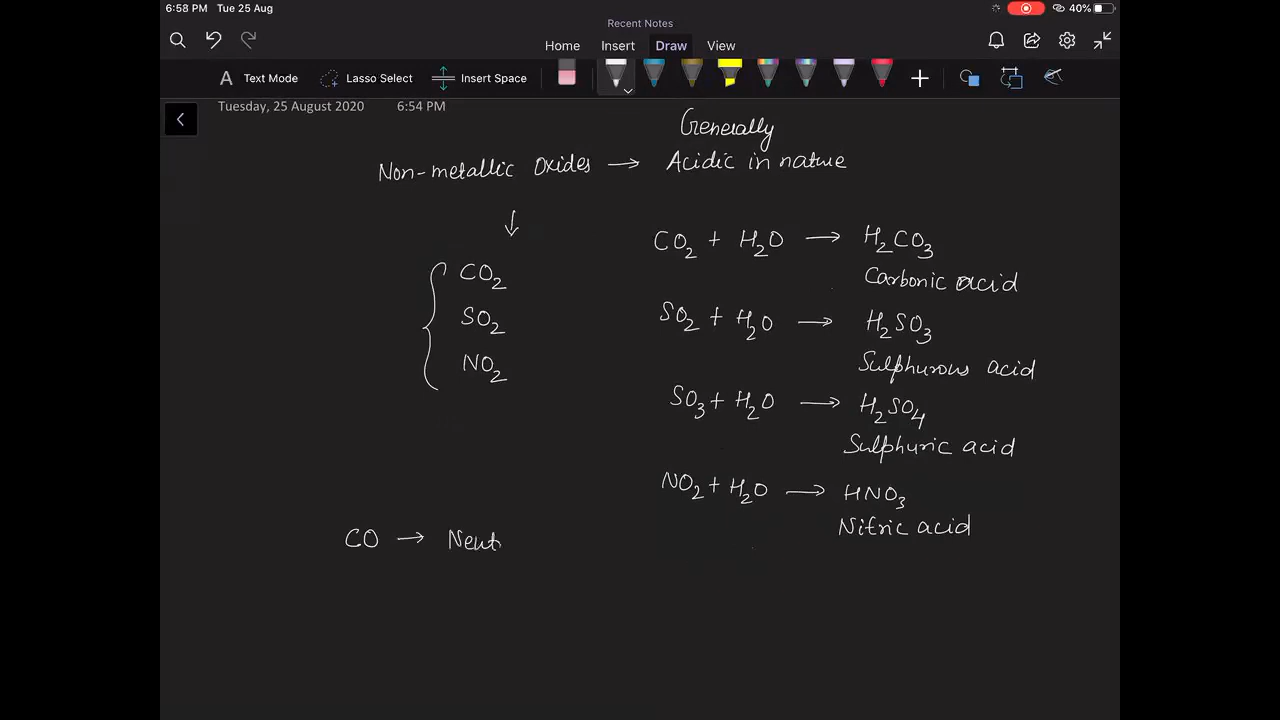 6:58 PM Tue 25 Aug
40%
Recent Notes
Home Insert Draw View
Text Mode Lasso Select Insert Space
Tuesday, 25 August 2020 6:54 PM
Generally
Non-metallic Oxides → Acidic in nature
↓
CO₂
SO₂
NO₂
CO₂ + H₂O → H₂CO₃
Carbonic acid
SO₂ + H₂O → H₂SO₃
Sulphurous acid
SO₃ + H₂O → H₂SO₄
Sulphuric acid
NO₂ + H₂O → HNO₃
Nitric acid
CO → Neut